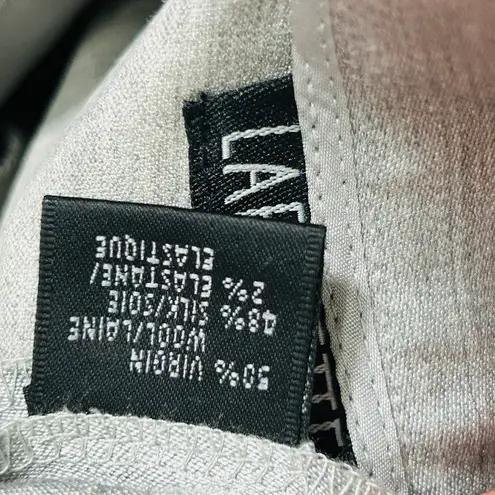 50% VIRGIN
WOOL/LAINE
48% SILK/SOIE
2% ELASTANE/
ELASTIQUE